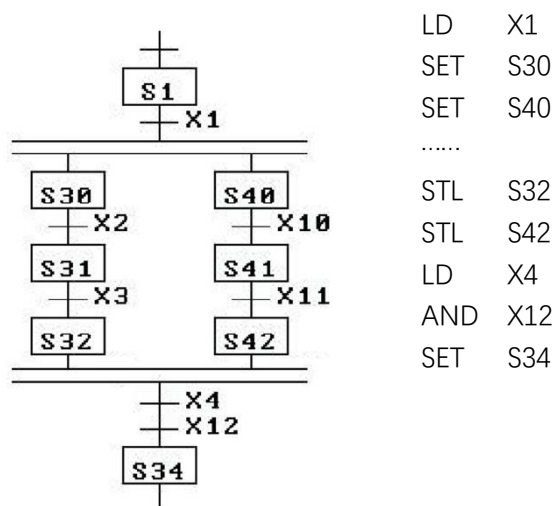 S1
X1
S30 S40
X2 X10
S31 S41
X3 X11
S32 S42
X4
X12
S34
LD X1
SET S30
SET S40
……
STL S32
STL S42
LD X4
AND X12
SET S34